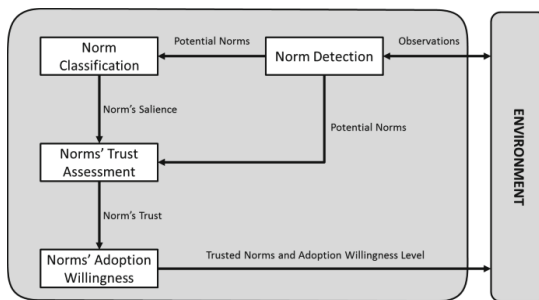 Norm
Classification
Potential Norms
Norm Detection
Observations
ENVIRONMENT
Norm's Salience
Potential Norms
Norms' Trust
Assessment
Norm's Trust
Norms' Adoption
Willingness
Trusted Norms and Adoption Willingness Level